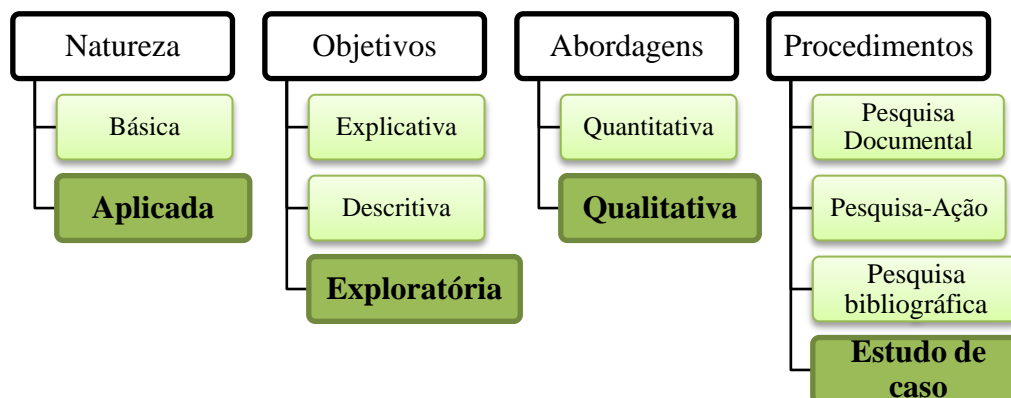 Natureza
Básica
Aplicada
Objetivos
Explicativa
Descritiva
Exploratória
Abordagens
Quantitativa
Qualitativa
Procedimentos
Pesquisa
Documental
Pesquisa-Ação
Pesquisa
bibliográfica
Estudo de
caso